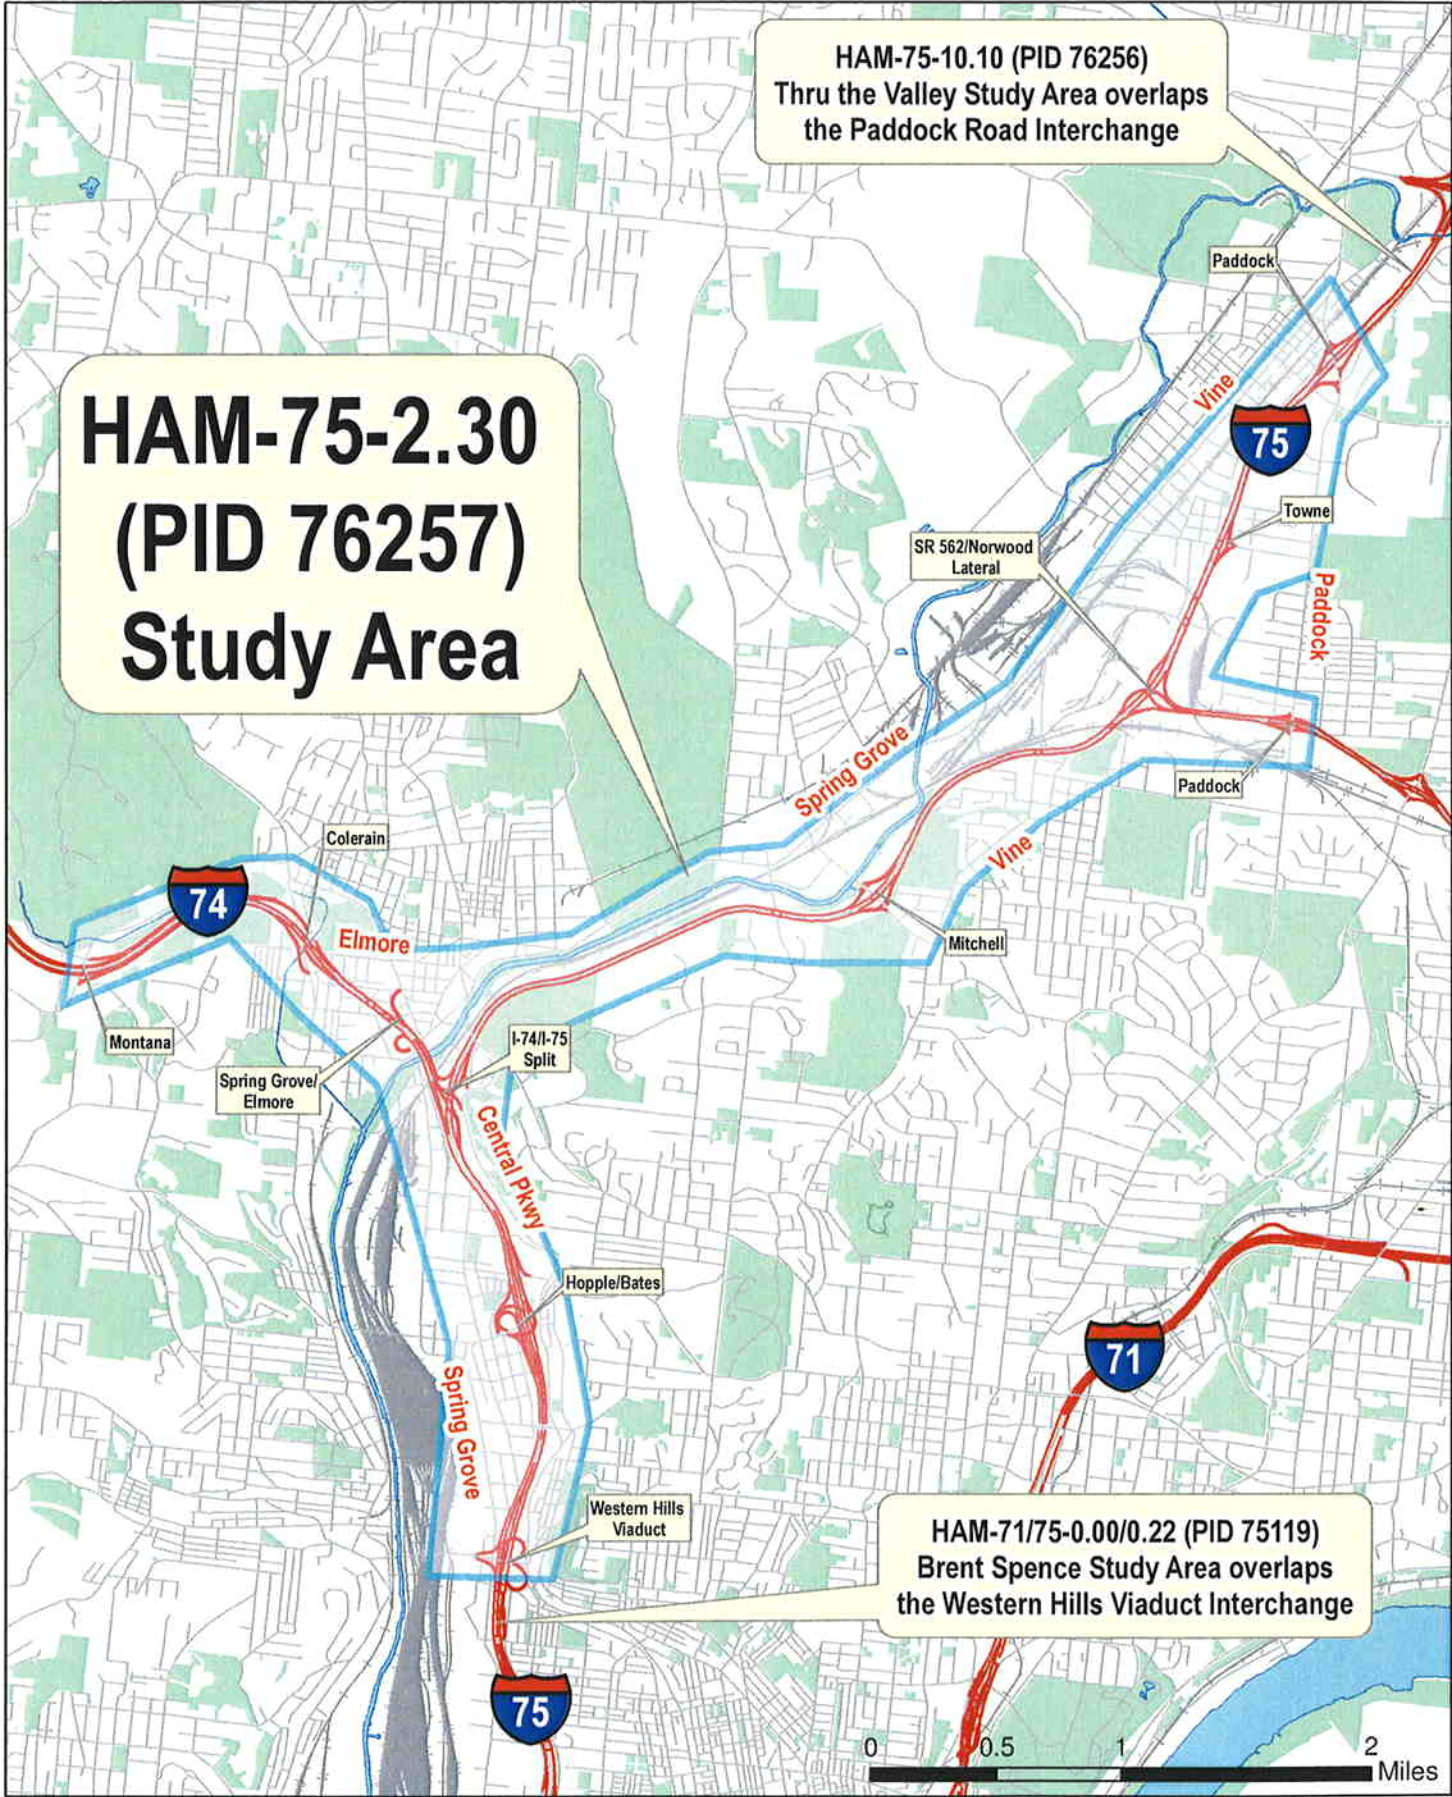 HAM-75-10.10 (PID 76256)
Thru the Valley Study Area overlaps
the Paddock Road Interchange
Paddock
HAM-75-2.30
(PID 76257)
Study Area
Vine
75
Towne
SR 562/Norwood
Lateral
Paddock
Spring Grove
Paddock
Colerain
Vine
74
Elmore
Mitchell
Montana
I-74/I-75
Split
Spring Grove/
Elmore
Central Pkwy
Hopple/Bates
71
Spring Grove
Western Hills
Viaduct
HAM-71/75-0.00/0.22 (PID 75119)
Brent Spence Study Area overlaps
the Western Hills Viaduct Interchange
75
0 0.5 1 2
Miles